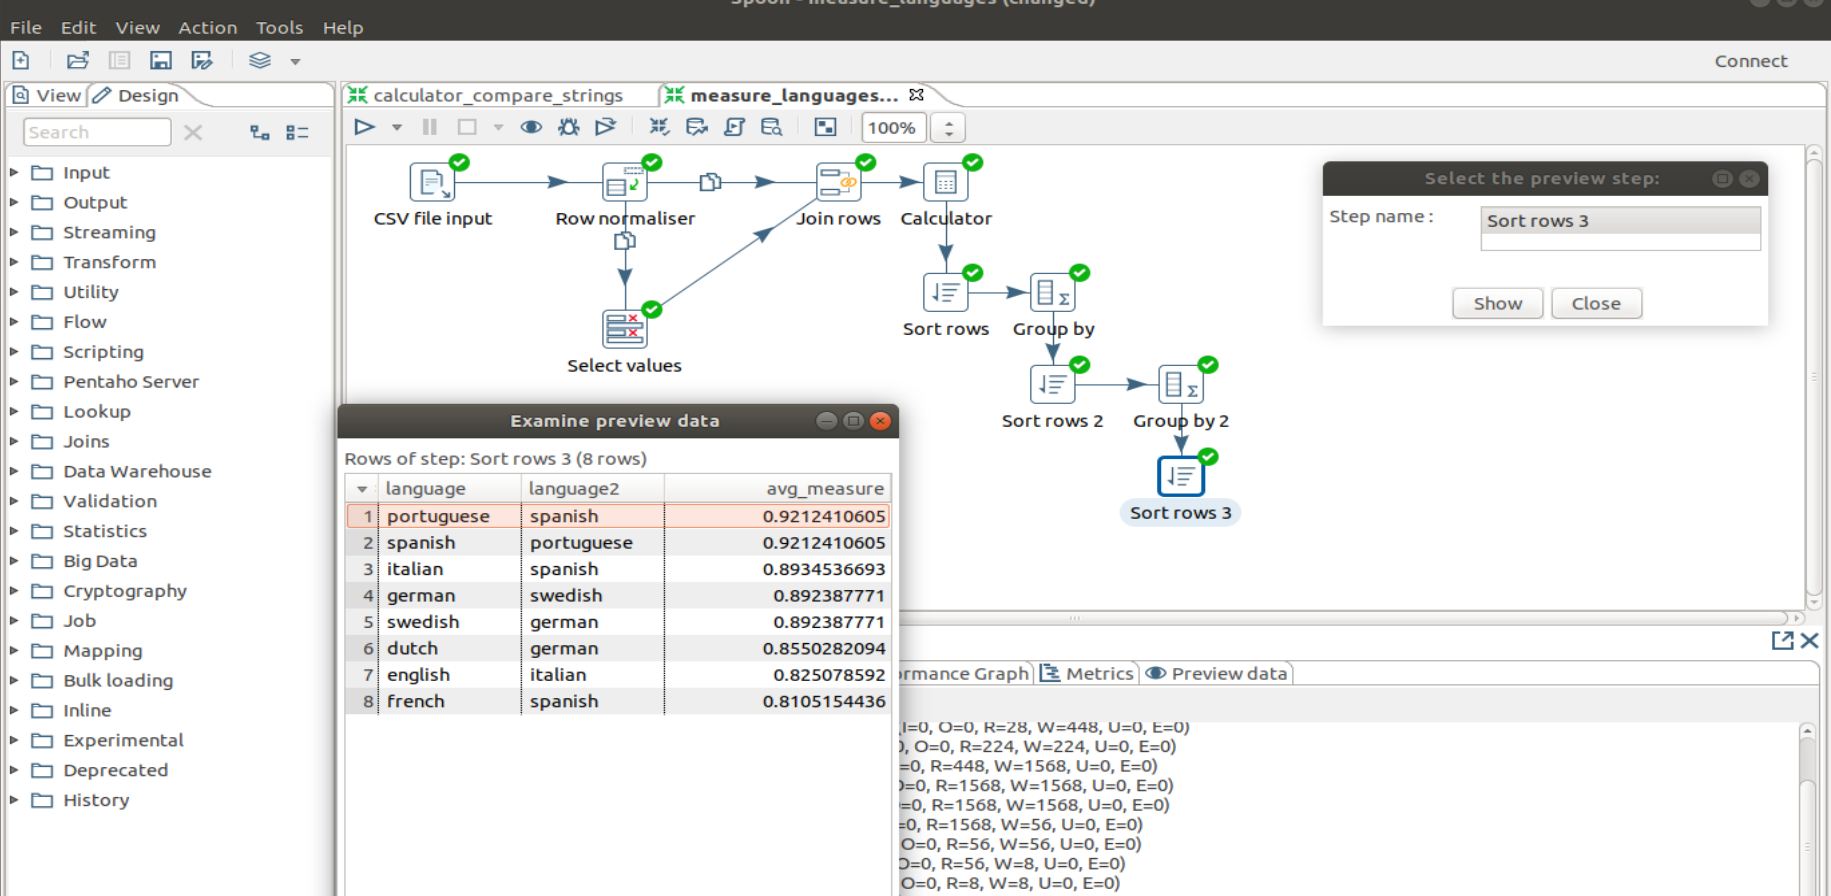 Spoon - measure_languages (changed)
File Edit View Action Tools Help
Connect
View Design
calculator_compare_strings measure_languages...
Search
100%
Input
Output
Streaming
Transform
Utility
Flow
Scripting
Pentaho Server
Lookup
Joins
Data Warehouse
Validation
Statistics
Big Data
Cryptography
Job
Mapping
Bulk loading
Inline
Experimental
Deprecated
History
CSV file input
Row normaliser
Join rows
Calculator
Select values
Sort rows
Group by
Sort rows 2
Group by 2
Sort rows 3
Select the preview step:
Step name :
Sort rows 3
Show Close
Examine preview data
Rows of step: Sort rows 3 (8 rows)
language language2 avg_measure
1 portuguese spanish 0.9212410605
2 spanish portuguese 0.9212410605
3 italian spanish 0.8934536693
4 german swedish 0.892387771
5 swedish german 0.892387771
6 dutch german 0.8550282094
7 english italian 0.825078592
8 french spanish 0.8105154436
rmance Graph Metrics Preview data
I=0, O=0, R=28, W=448, U=0, E=0)
), O=0, R=224, W=224, U=0, E=0)
=0, R=448, W=1568, U=0, E=0)
=0, R=1568, W=1568, U=0, E=0)
=0, R=1568, W=1568, U=0, E=0)
=0, R=1568, W=56, U=0, E=0)
O=0, R=56, W=56, U=0, E=0)
O=0, R=56, W=8, U=0, E=0)
O=0, R=8, W=8, U=0, E=0)